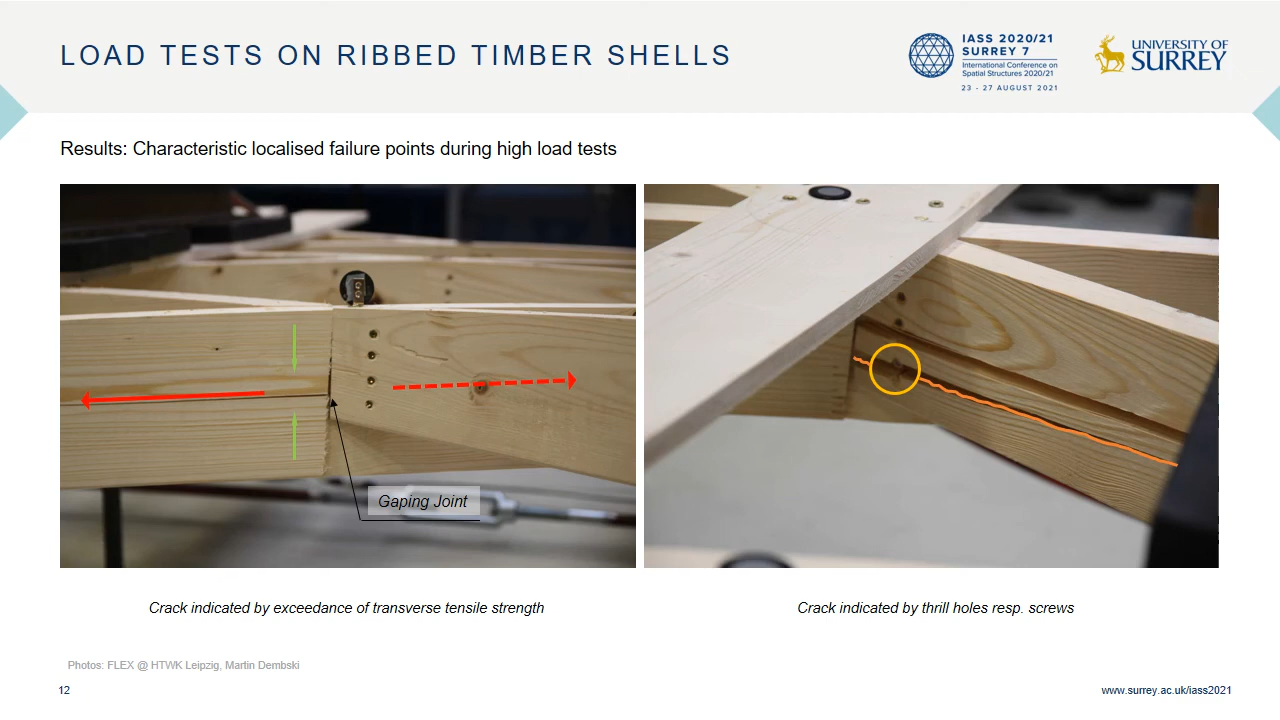 LOAD TESTS ON RIBBED TIMBER SHELLS
IASS 2020/21
SURREY 7
International Conference on
Spatial Structures 2020/21
23 - 27 AUGUST 2021
UNIVERSITY OF
SURREY
Results: Characteristic localised failure points during high load tests
Gaping Joint
Crack indicated by exceedance of transverse tensile strength
Crack indicated by thrill holes resp. screws
Photos: FLEX @ HTWK Leipzig, Martin Dembski
12
www.surrey.ac.uk/iass2021